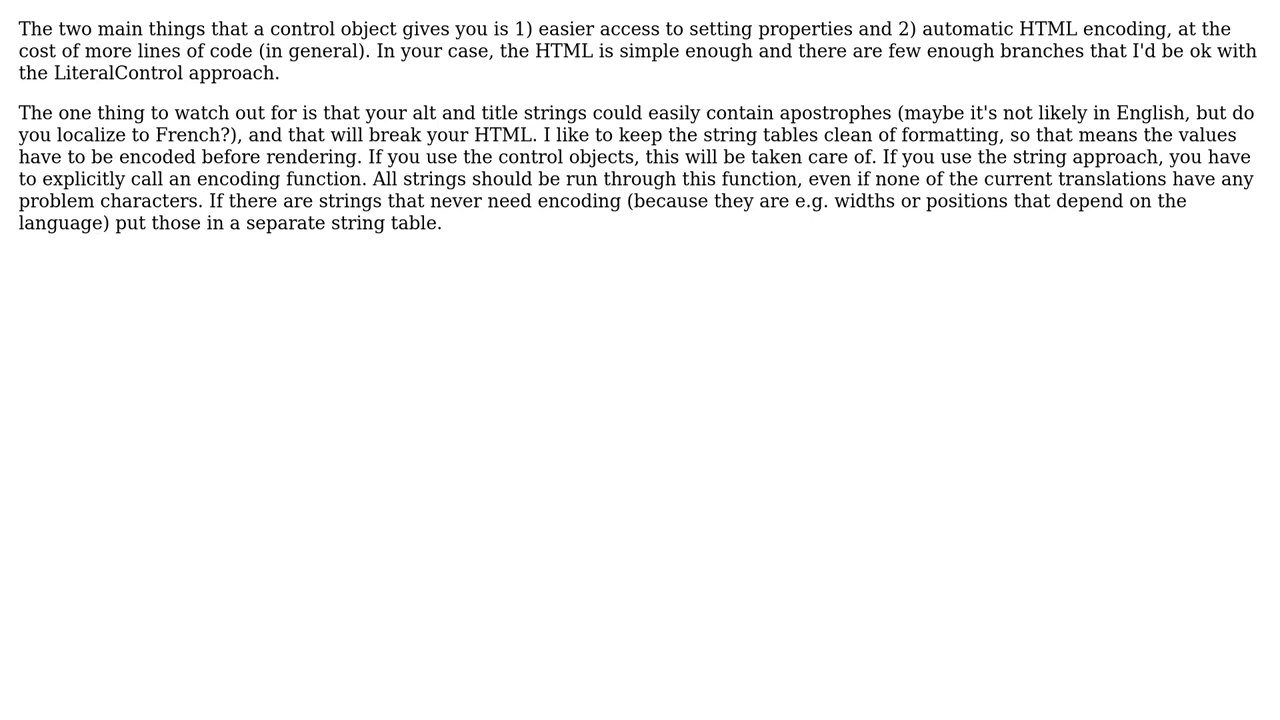 The two main things that a control object gives you is 1) easier access to setting properties and 2) automatic HTML encoding, at the
cost of more lines of code (in general). In your case, the HTML is simple enough and there are few enough branches that I'd be ok with
the LiteralControl approach.
The one thing to watch out for is that your alt and title strings could easily contain apostrophes (maybe it's not likely in English, but do
you localize to French?), and that will break your HTML. I like to keep the string tables clean of formatting, so that means the values
have to be encoded before rendering. If you use the control objects, this will be taken care of. If you use the string approach, you have
to explicitly call an encoding function. All strings should be run through this function, even if none of the current translations have any
problem characters. If there are strings that never need encoding (because they are e.g. widths or positions that depend on the
language) put those in a separate string table.